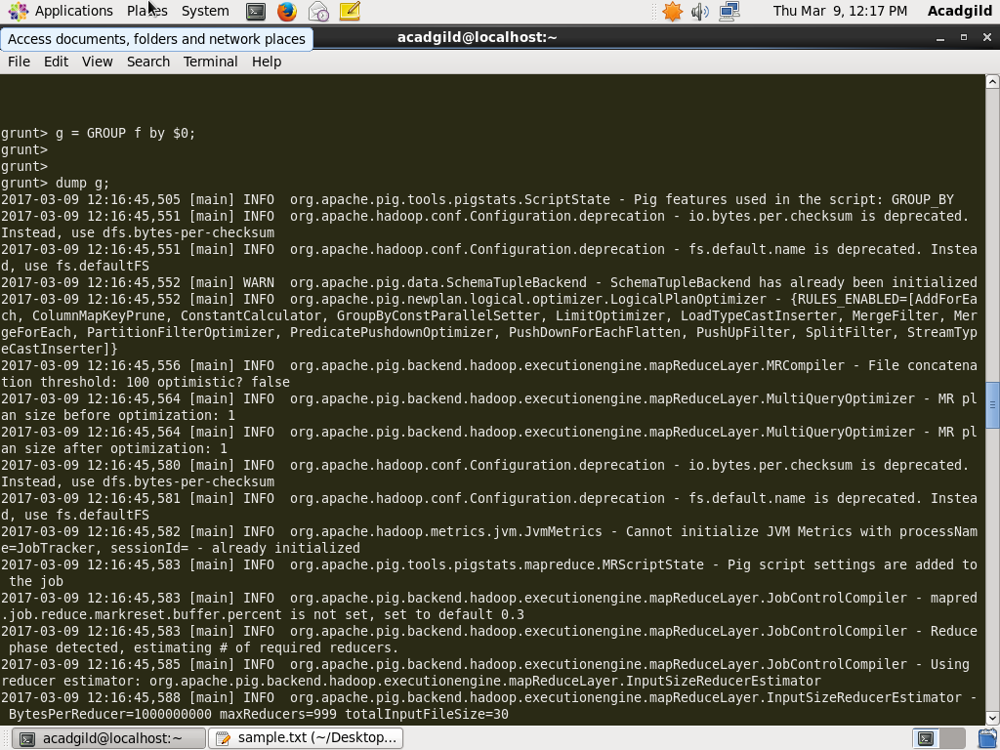 Applications Places System Thu Mar 9, 12:17 PM Acadgild
Access documents, folders and network places
acadgild@localhost:~
File Edit View Search Terminal Help
grunt> g = GROUP f by $0;
grunt>
grunt>
grunt> dump g;
2017-03-09 12:16:45,505 [main] INFO  org.apache.pig.tools.pigstats.ScriptState - Pig features used in the script: GROUP_BY
2017-03-09 12:16:45,551 [main] INFO  org.apache.hadoop.conf.Configuration.deprecation - io.bytes.per.checksum is deprecated.
Instead, use dfs.bytes-per-checksum
2017-03-09 12:16:45,551 [main] INFO  org.apache.hadoop.conf.Configuration.deprecation - fs.default.name is deprecated. Instea
d, use fs.defaultFS
2017-03-09 12:16:45,552 [main] WARN  org.apache.pig.data.SchemaTupleBackend - SchemaTupleBackend has already been initialized
2017-03-09 12:16:45,552 [main] INFO  org.apache.pig.newplan.logical.optimizer.LogicalPlanOptimizer - {RULES_ENABLED=[AddForEa
ch, ColumnMapKeyPrune, ConstantCalculator, GroupByConstParallelSetter, LimitOptimizer, LoadTypeCastInserter, MergeFilter, Mer
geForEach, PartitionFilterOptimizer, PredicatePushdownOptimizer, PushDownForEachFlatten, PushUpFilter, SplitFilter, StreamTyp
eCastInserter]}
2017-03-09 12:16:45,556 [main] INFO  org.apache.pig.backend.hadoop.executionengine.mapReduceLayer.MRCompiler - File concatena
tion threshold: 100 optimistic? false
2017-03-09 12:16:45,564 [main] INFO  org.apache.pig.backend.hadoop.executionengine.mapReduceLayer.MultiQueryOptimizer - MR pl
an size before optimization: 1
2017-03-09 12:16:45,564 [main] INFO  org.apache.pig.backend.hadoop.executionengine.mapReduceLayer.MultiQueryOptimizer - MR pl
an size after optimization: 1
2017-03-09 12:16:45,580 [main] INFO  org.apache.hadoop.conf.Configuration.deprecation - io.bytes.per.checksum is deprecated.
Instead, use dfs.bytes-per-checksum
2017-03-09 12:16:45,581 [main] INFO  org.apache.hadoop.conf.Configuration.deprecation - fs.default.name is deprecated. Instea
d, use fs.defaultFS
2017-03-09 12:16:45,582 [main] INFO  org.apache.hadoop.metrics.jvm.JvmMetrics - Cannot initialize JVM Metrics with processNam
e=JobTracker, sessionId= - already initialized
2017-03-09 12:16:45,583 [main] INFO  org.apache.pig.tools.pigstats.mapreduce.MRScriptState - Pig script settings are added to
 the job
2017-03-09 12:16:45,583 [main] INFO  org.apache.pig.backend.hadoop.executionengine.mapReduceLayer.JobControlCompiler - mapred
.job.reduce.markreset.buffer.percent is not set, set to default 0.3
2017-03-09 12:16:45,583 [main] INFO  org.apache.pig.backend.hadoop.executionengine.mapReduceLayer.JobControlCompiler - Reduce
 phase detected, estimating # of required reducers.
2017-03-09 12:16:45,585 [main] INFO  org.apache.pig.backend.hadoop.executionengine.mapReduceLayer.JobControlCompiler - Using
reducer estimator: org.apache.pig.backend.hadoop.executionengine.mapReduceLayer.InputSizeReducerEstimator
2017-03-09 12:16:45,588 [main] INFO  org.apache.pig.backend.hadoop.executionengine.mapReduceLayer.InputSizeReducerEstimator -
 BytesPerReducer=1000000000 maxReducers=999 totalInputFileSize=30
acadgild@localhost:~ sample.txt (~/Desktop...